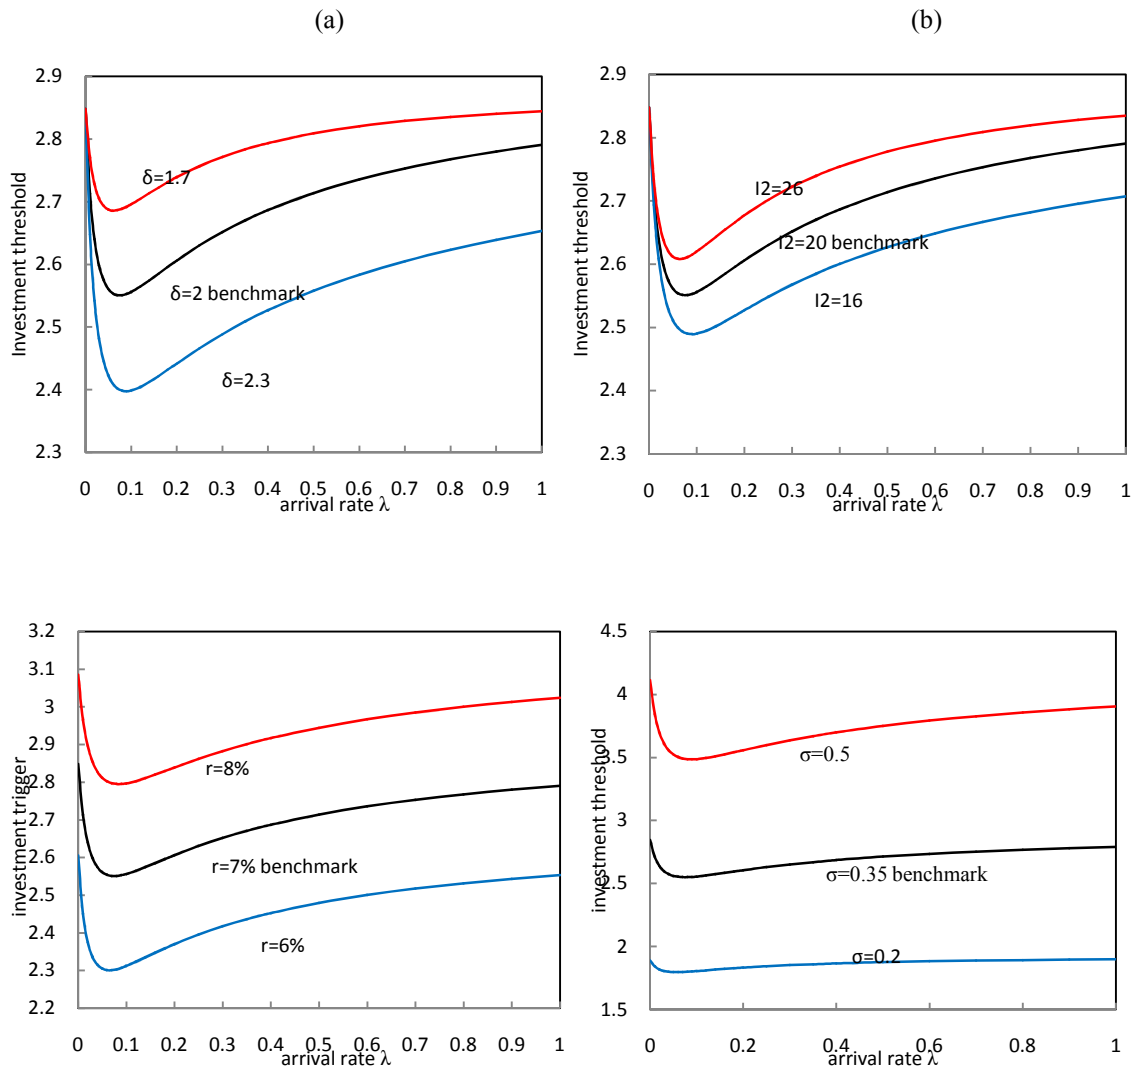 (a)
(b)
2.9
2.8
2.7
2.6
2.5
2.4
2.3
Investment threshold
δ=1.7
δ=2 benchmark
δ=2.3
0 0.1 0.2 0.3 0.4 0.5 0.6 0.7 0.8 0.9 1
arrival rate λ
2.9
2.8
2.7
2.6
2.5
2.4
2.3
Investment threshold
I2=26
I2=20 benchmark
I2=16
0 0.1 0.2 0.3 0.4 0.5 0.6 0.7 0.8 0.9 1
arrival rate λ
3.2
3.1
3
2.9
2.8
2.7
2.6
2.5
2.4
2.3
2.2
investment trigger
r=8%
r=7% benchmark
r=6%
0 0.1 0.2 0.3 0.4 0.5 0.6 0.7 0.8 0.9 1
arrival rate λ
4.5
4
3.5
3
2.5
2
1.5
investment threshold
σ=0.5
σ=0.35 benchmark
σ=0.2
0 0.2 0.4 0.6 0.8 1
arrival rate λ